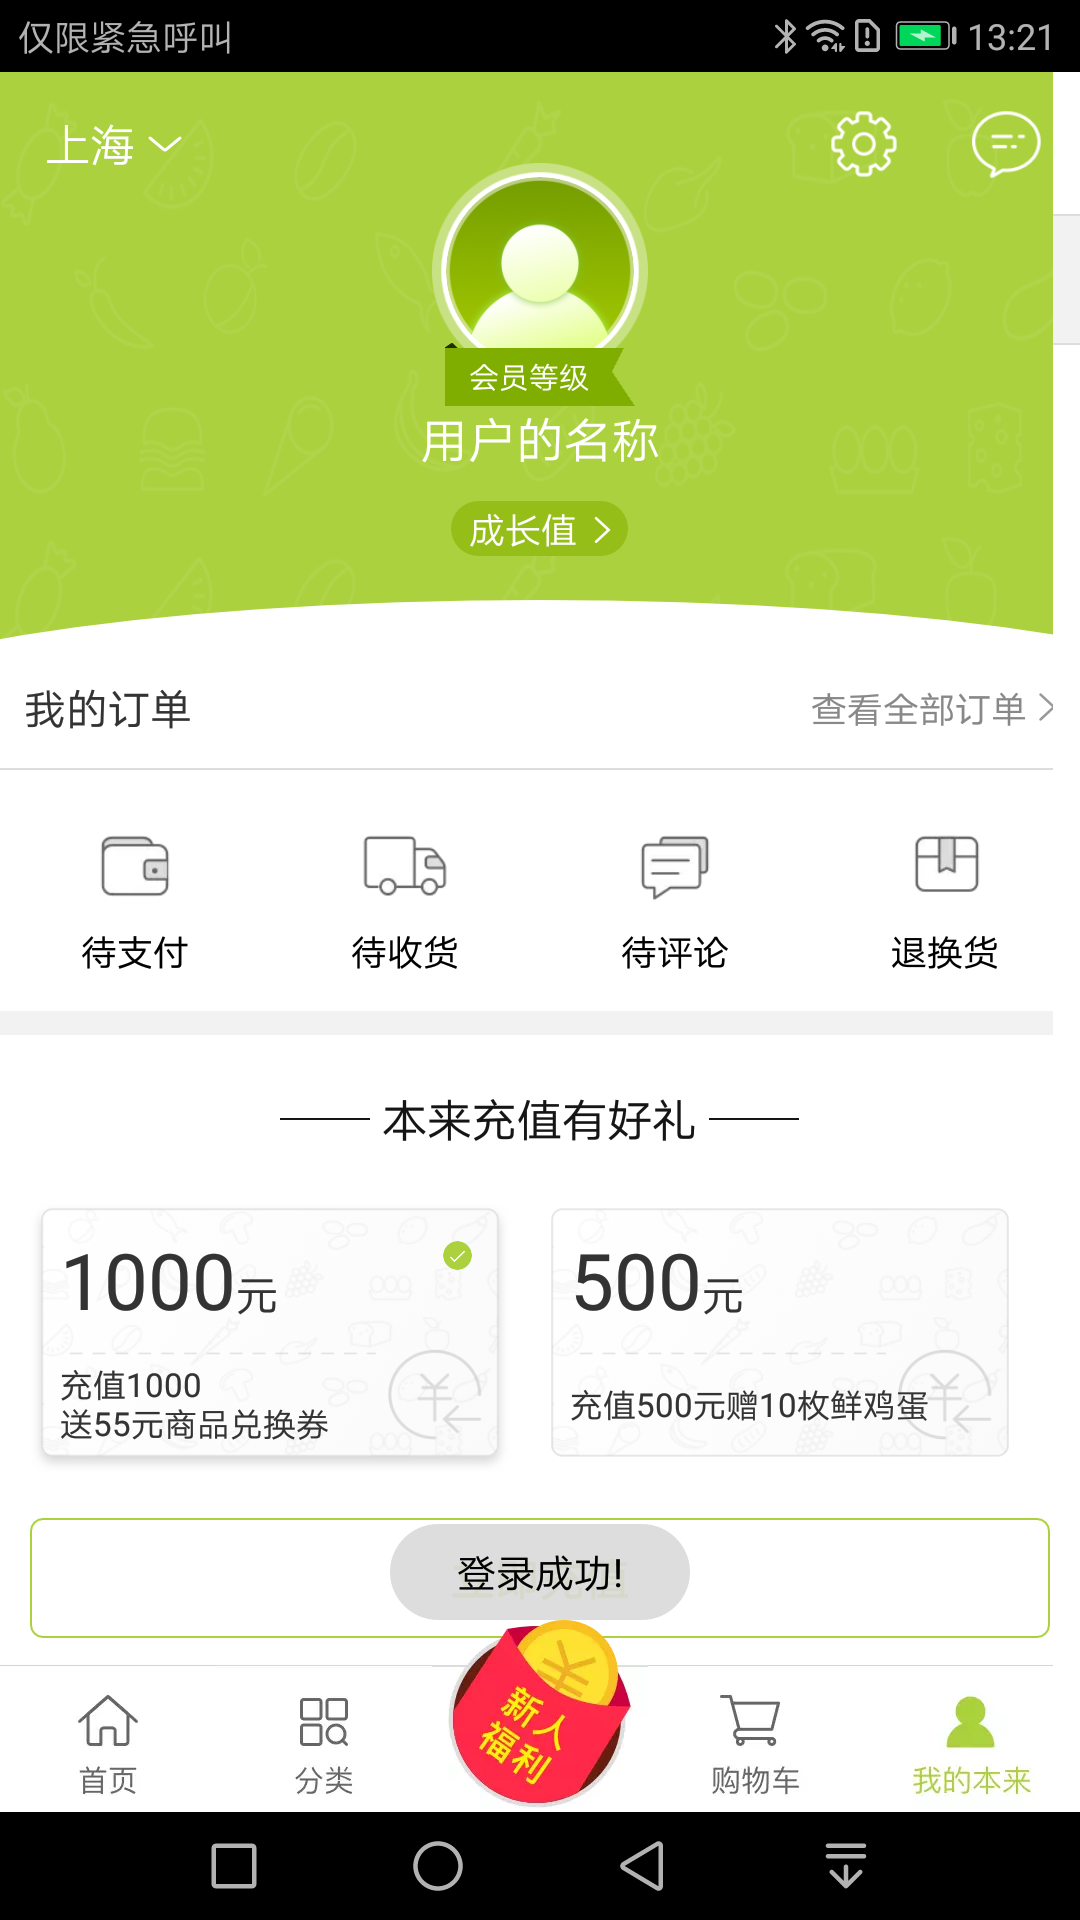 仅限紧急呼叫
13:21
上海
会员等级
用户的名称
成长值
我的订单
查看全部订单
待支付
待收货
待评论
退换货
本来充值有好礼
1000元
500元
充值1000
送55元商品兑换券
充值500元赠10枚鲜鸡蛋
登录成功!
新人
福利
首页
分类
购物车
我的本来